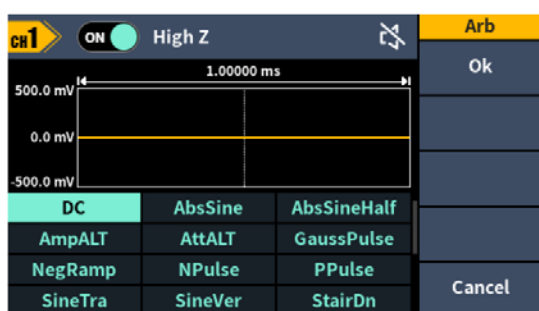 CH1 ON High Z
Arb
Ok
1.00000 ms
500.0 mV
0.0 mV
-500.0 mV
DC AbsSine AbsSineHalf
AmpALT AttALT GaussPulse
NegRamp NPulse PPulse
SineTra SineVer StairDn
Cancel